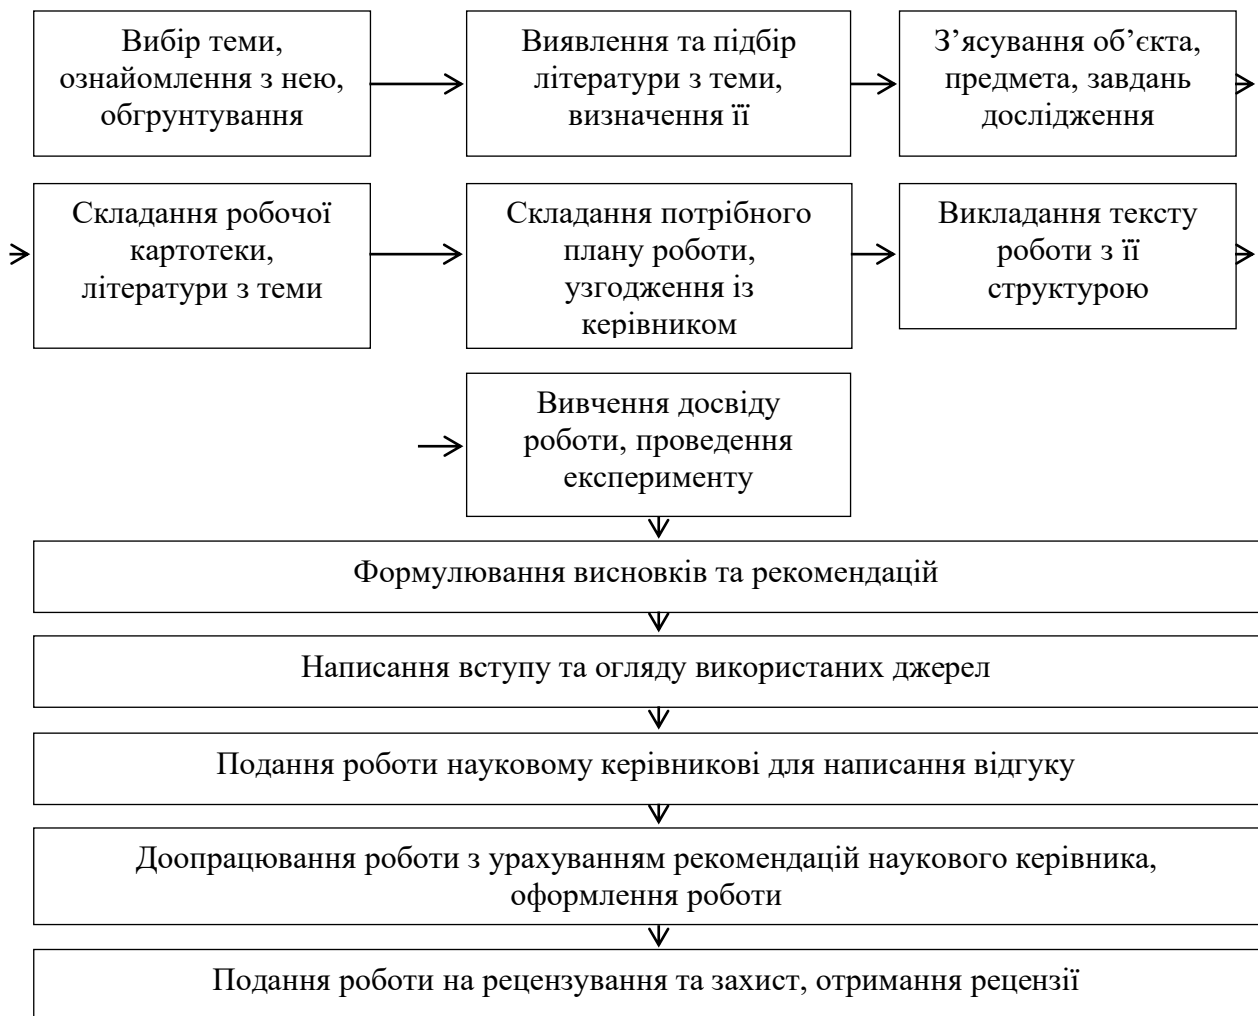 Вибір теми,
ознайомлення з нею,
обгрунтування
Виявлення та підбір
літератури з теми,
визначення її
З’ясування об’єкта,
предмета, завдань
дослідження
Складання робочої
картотеки,
літератури з теми
Складання потрібного
плану роботи,
узгодження із
керівником
Викладання тексту
роботи з її
структурою
Вивчення досвіду
роботи, проведення
експерименту
Формулювання висновків та рекомендацій
Написання вступу та огляду використаних джерел
Подання роботи науковому керівникові для написання відгуку
Доопрацювання роботи з урахуванням рекомендацій наукового керівника,
оформлення роботи
Подання роботи на рецензування та захист, отримання рецензії